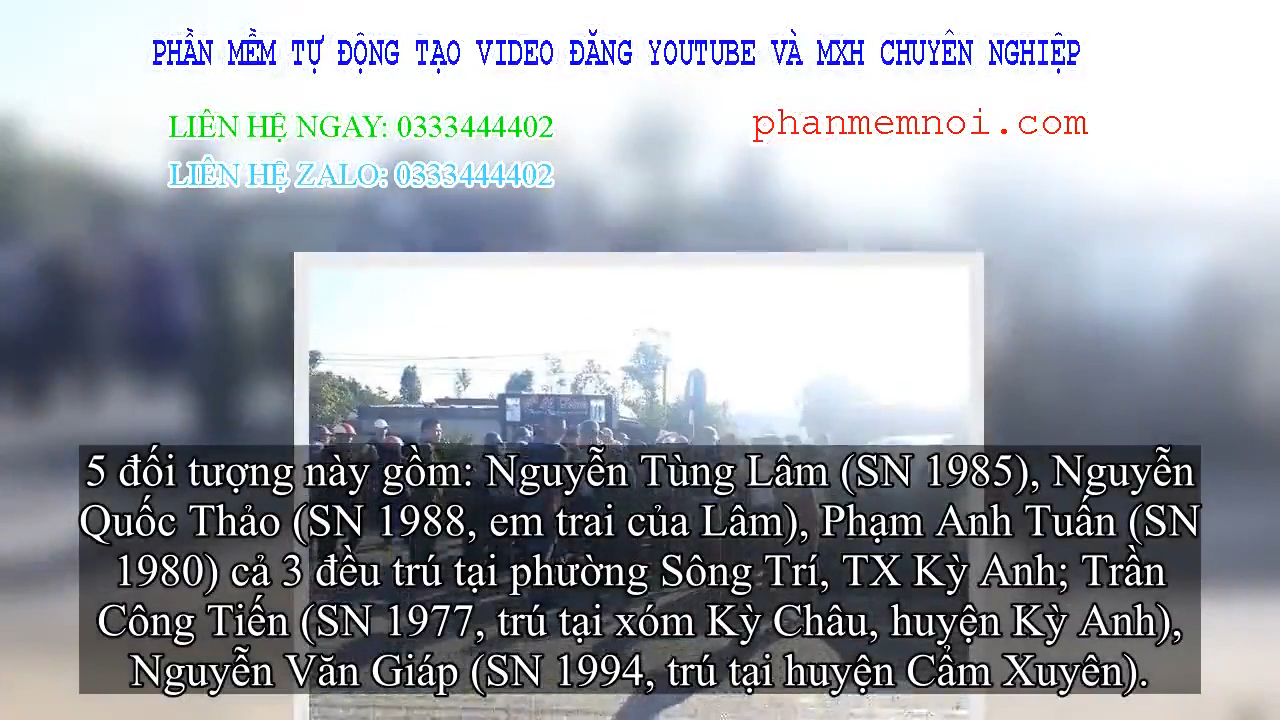 PHẦN MỀM TỰ ĐỘNG TẠO VIDEO ĐĂNG YOUTUBE VÀ MXH CHUYÊN NGHIỆP
LIÊN HỆ NGAY: 0333444402
phanmemnoi.com
LIÊN HỆ ZALO: 0333444402
5 đối tượng này gồm: Nguyễn Tùng Lâm (SN 1985), Nguyễn
Quốc Thảo (SN 1988, em trai của Lâm), Phạm Anh Tuấn (SN
1980) cả 3 đều trú tại phường Sông Trí, TX Kỳ Anh; Trần
Công Tiến (SN 1977, trú tại xóm Kỳ Châu, huyện Kỳ Anh),
Nguyễn Văn Giáp (SN 1994, trú tại huyện Cẩm Xuyên).